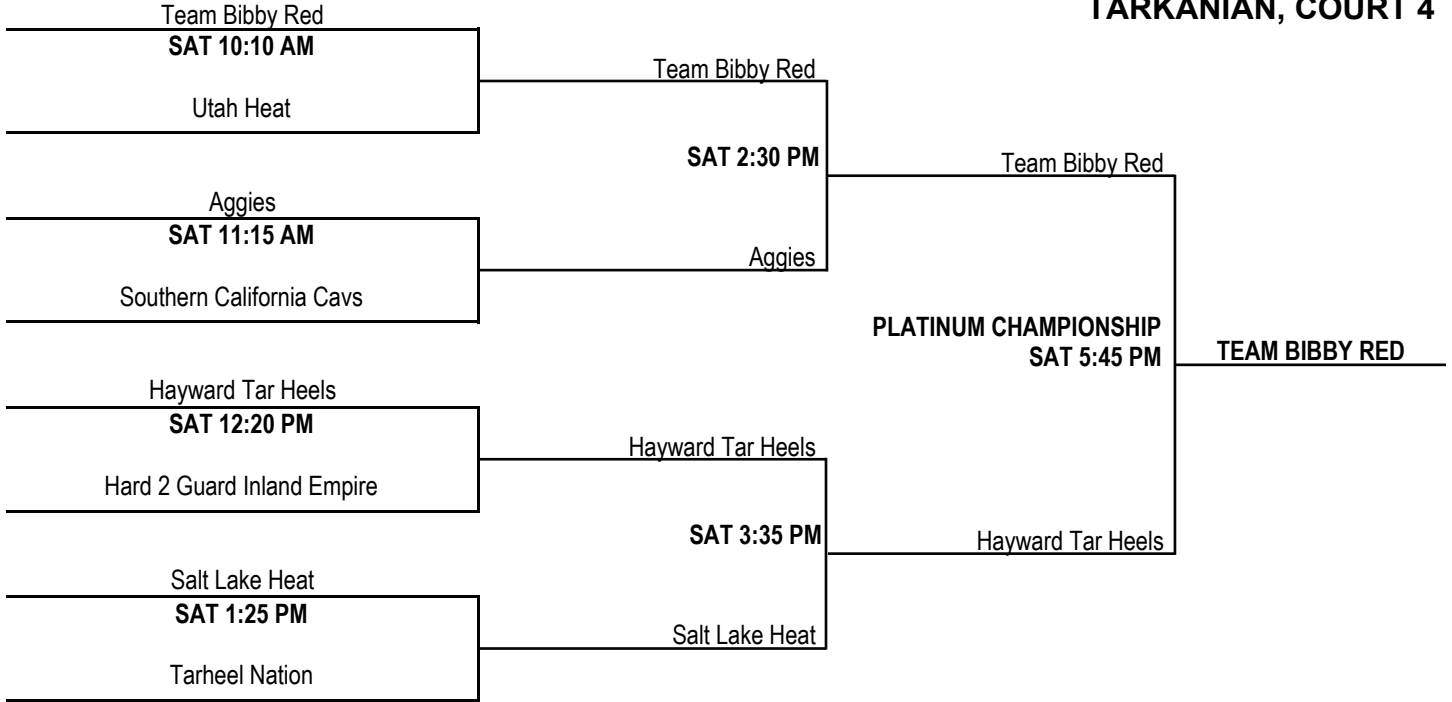 TARKANIAN, COURT 4
Team Bibby Red
SAT 10:10 AM
Utah Heat
Team Bibby Red
SAT 2:30 PM
Team Bibby Red
Aggies
SAT 11:15 AM
Southern California Cavs
Aggies
PLATINUM CHAMPIONSHIP
SAT 5:45 PM
TEAM BIBBY RED
Hayward Tar Heels
SAT 12:20 PM
Hard 2 Guard Inland Empire
Hayward Tar Heels
SAT 3:35 PM
Hayward Tar Heels
Salt Lake Heat
SAT 1:25 PM
Tarheel Nation
Salt Lake Heat